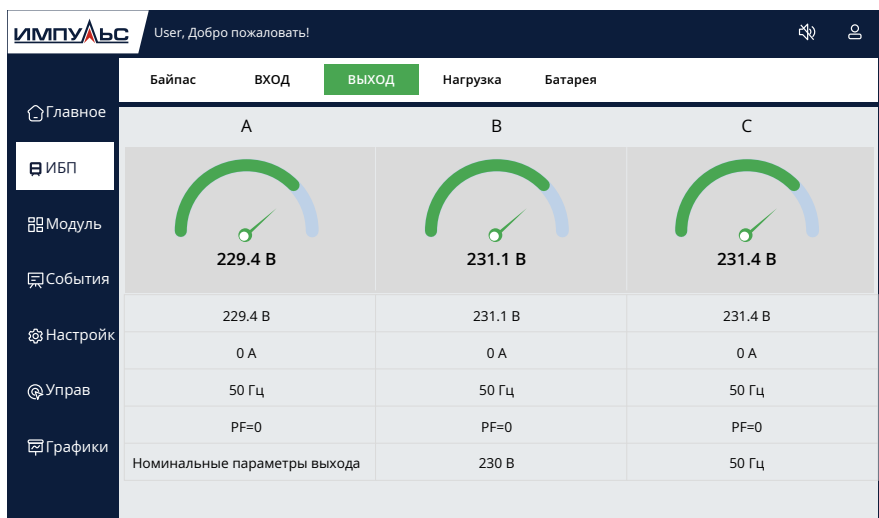 ИМПУЛЬС User, Добро пожаловать!
Байпас ВХОД ВЫХОД Нагрузка Батарея
Главное
ИБП
Модуль
События
Настройк
Управ
Графики
A B C
229.4 В 231.1 В 231.4 В
229.4 В 231.1 В 231.4 В
0 А 0 А 0 А
50 Гц 50 Гц 50 Гц
PF=0 PF=0 PF=0
Номинальные параметры выхода 230 В 50 Гц